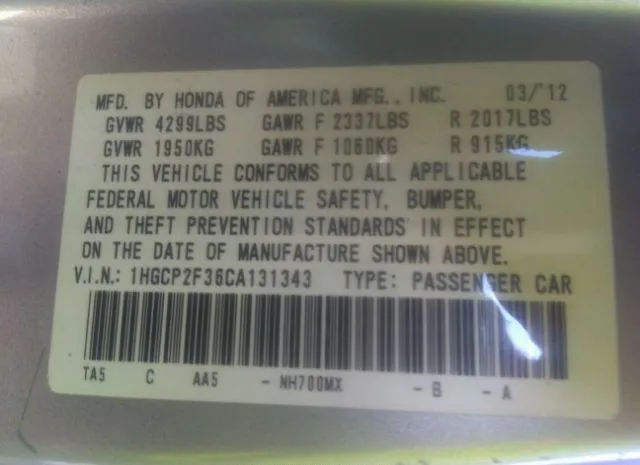 MFD. BY HONDA OF AMERICA MFG., INC. 03/'12
GVWR 4299LBS GAWR F 2337LBS R 2017LBS
GVWR 1950KG GAWR F 1060KG R 915KG
THIS VEHICLE CONFORMS TO ALL APPLICABLE
FEDERAL MOTOR VEHICLE SAFETY, BUMPER,
AND THEFT PREVENTION STANDARDS IN EFFECT
ON THE DATE OF MANUFACTURE SHOWN ABOVE.
V.I.N.: 1HGCP2F36CA131343 TYPE: PASSENGER CAR
TA5 C AA5 - NH700MX - B - A